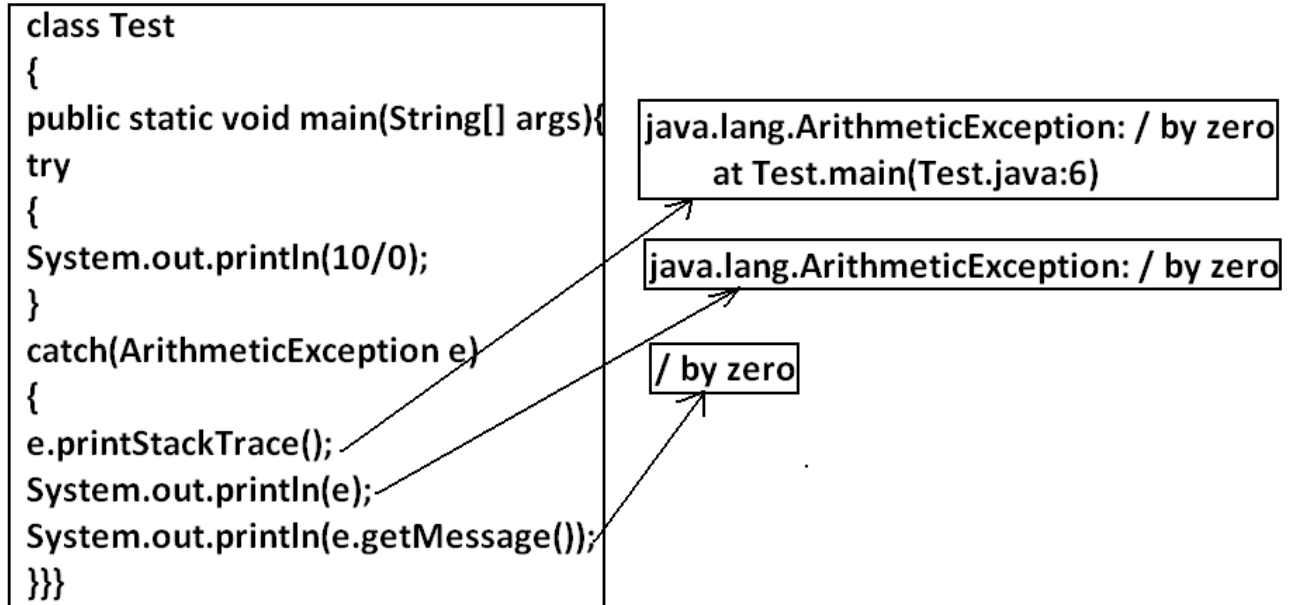 class Test
{
public static void main(String[] args){
try
{
System.out.println(10/0);
}
catch(ArithmeticException e)
{
e.printStackTrace();
System.out.println(e);
System.out.println(e.getMessage());
}}}
java.lang.ArithmeticException: / by zero
at Test.main(Test.java:6)
java.lang.ArithmeticException: / by zero
/ by zero